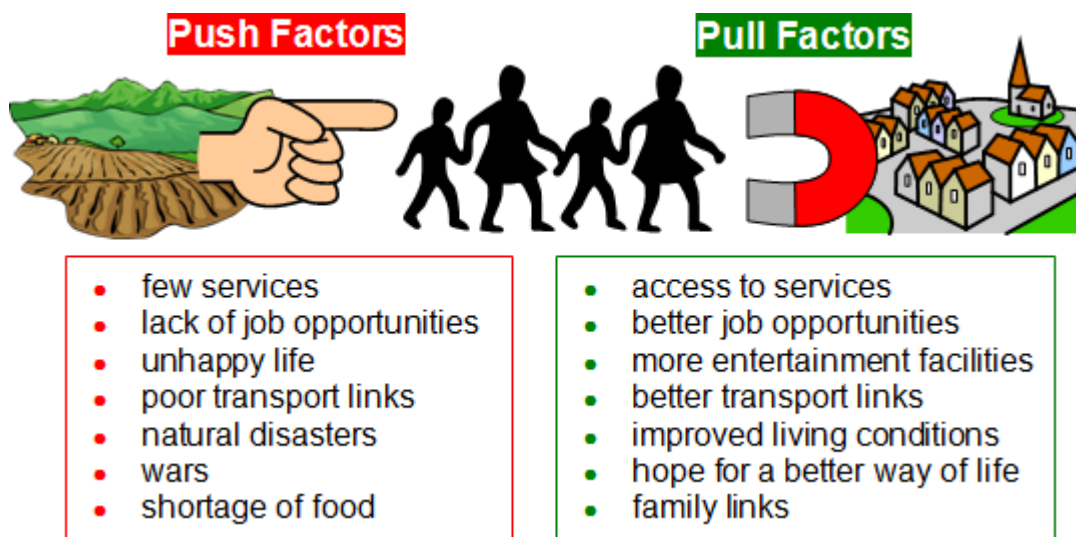 Push Factors
Pull Factors
few services
lack of job opportunities
unhappy life
poor transport links
natural disasters
wars
shortage of food
access to services
better job opportunities
more entertainment facilities
better transport links
improved living conditions
hope for a better way of life
family links